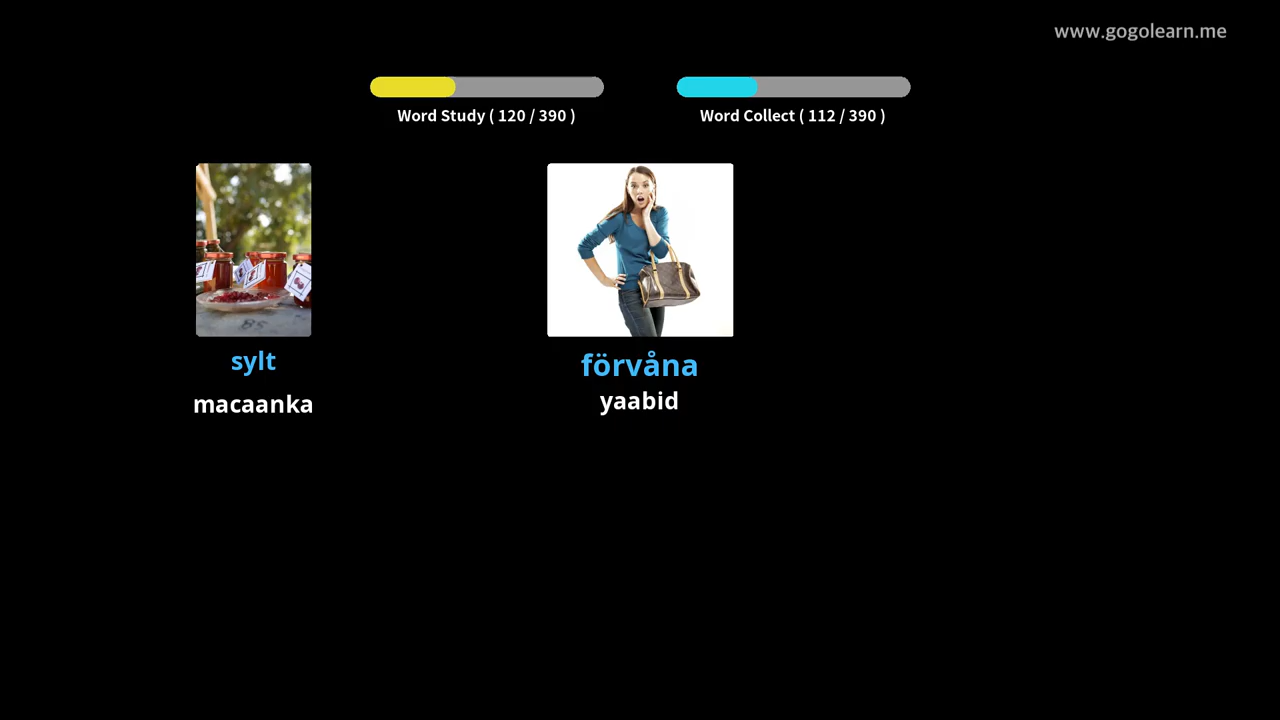 www.gogolearn.me
Word Study ( 120 / 390 )
Word Collect ( 112 / 390 )
sylt
macaanka
förvåna
yaabid